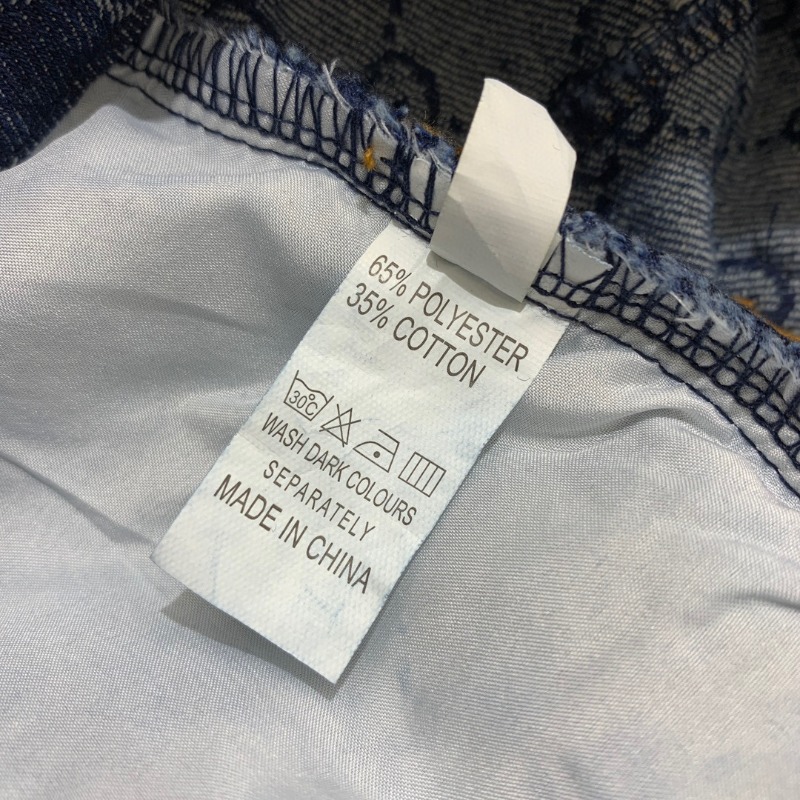 65% POLYESTER
35% COTTON
30°C
WASH DARK COLOURS
SEPARATELY
MADE IN CHINA